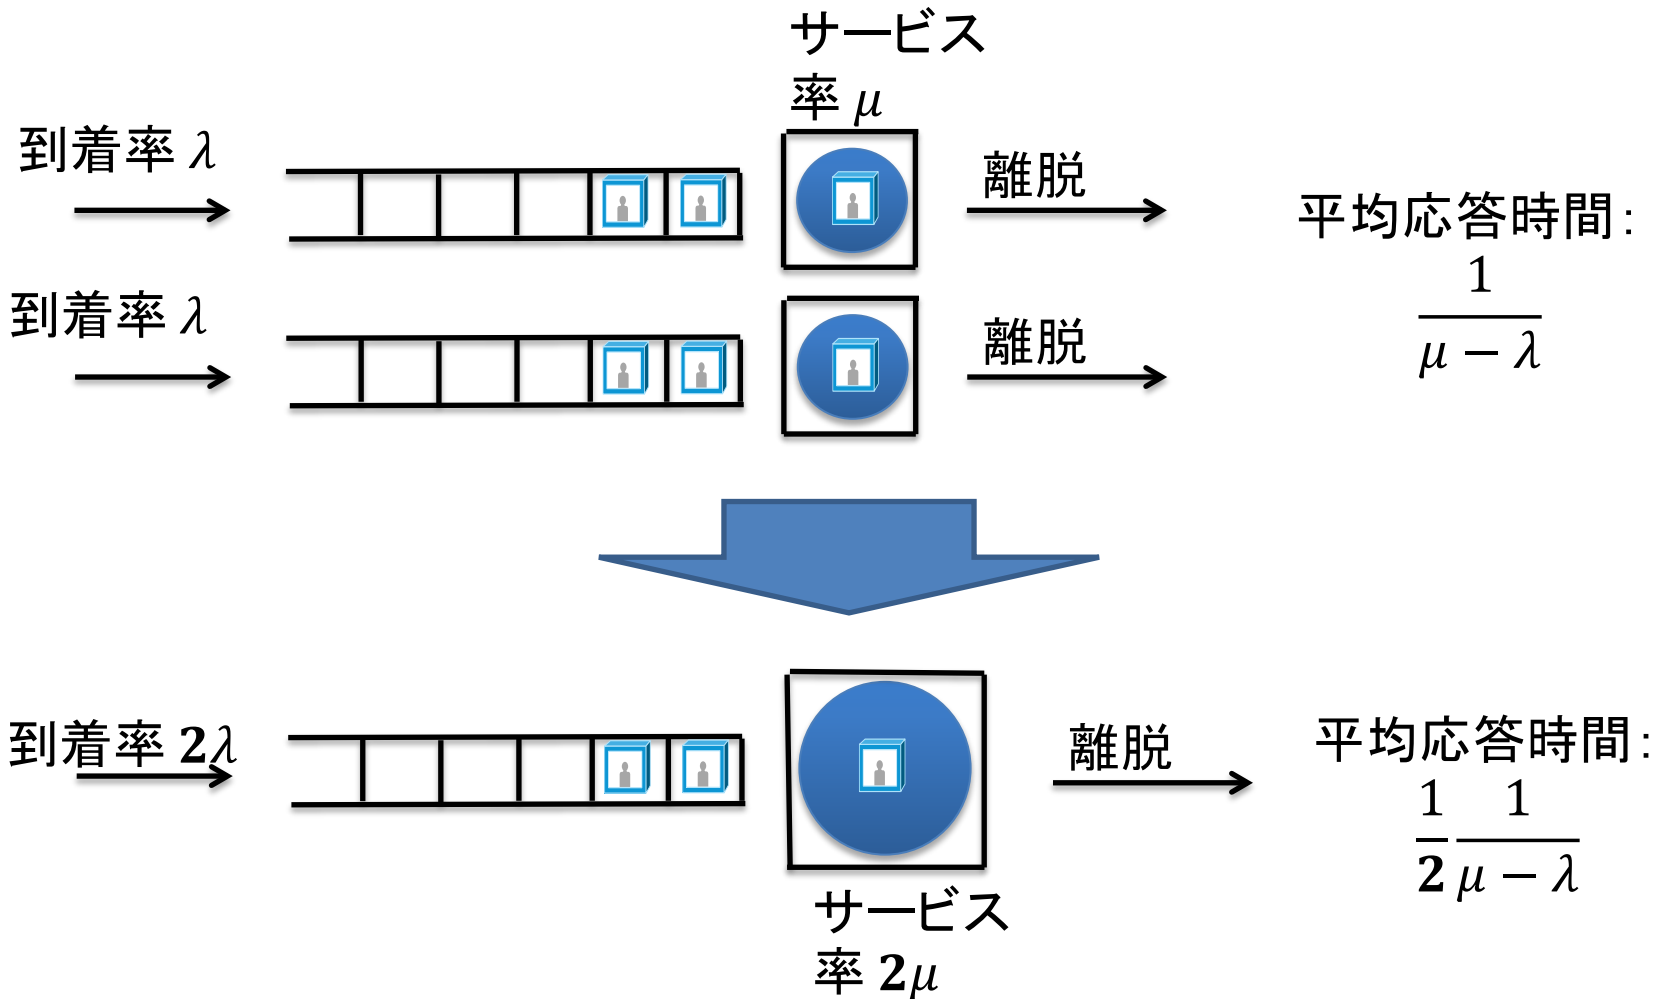 サービス
率 μ
到着率 λ
離脱
平均応答時間:
1
μ − λ
到着率 λ
離脱
到着率 2λ
離脱
平均応答時間:
1 1
2 μ − λ
サービス
率 2μ